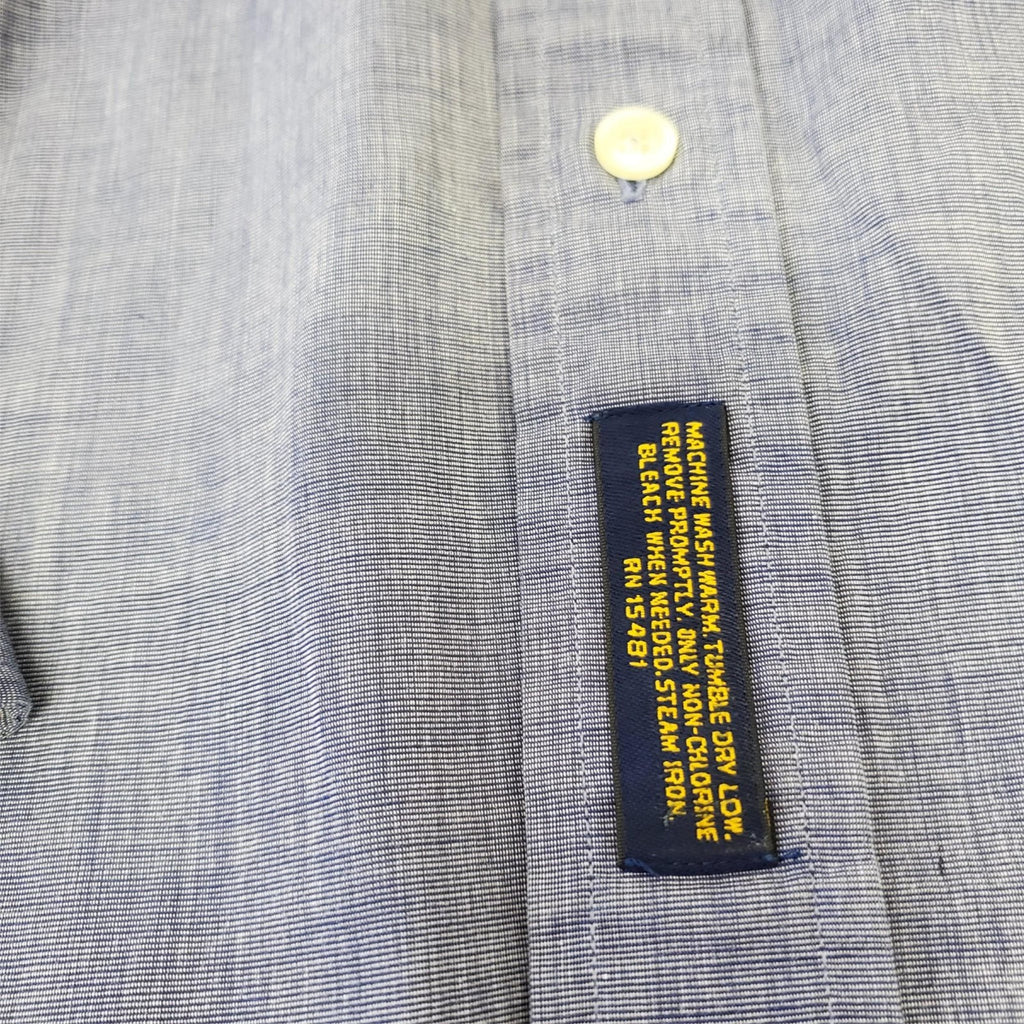 MACHINE WASH WARM, TUMBLE DRY LOW.
REMOVE PROMPTLY. ONLY NON-CHLORINE
BLEACH WHEN NEEDED. STEAM IRON.
RN 15481